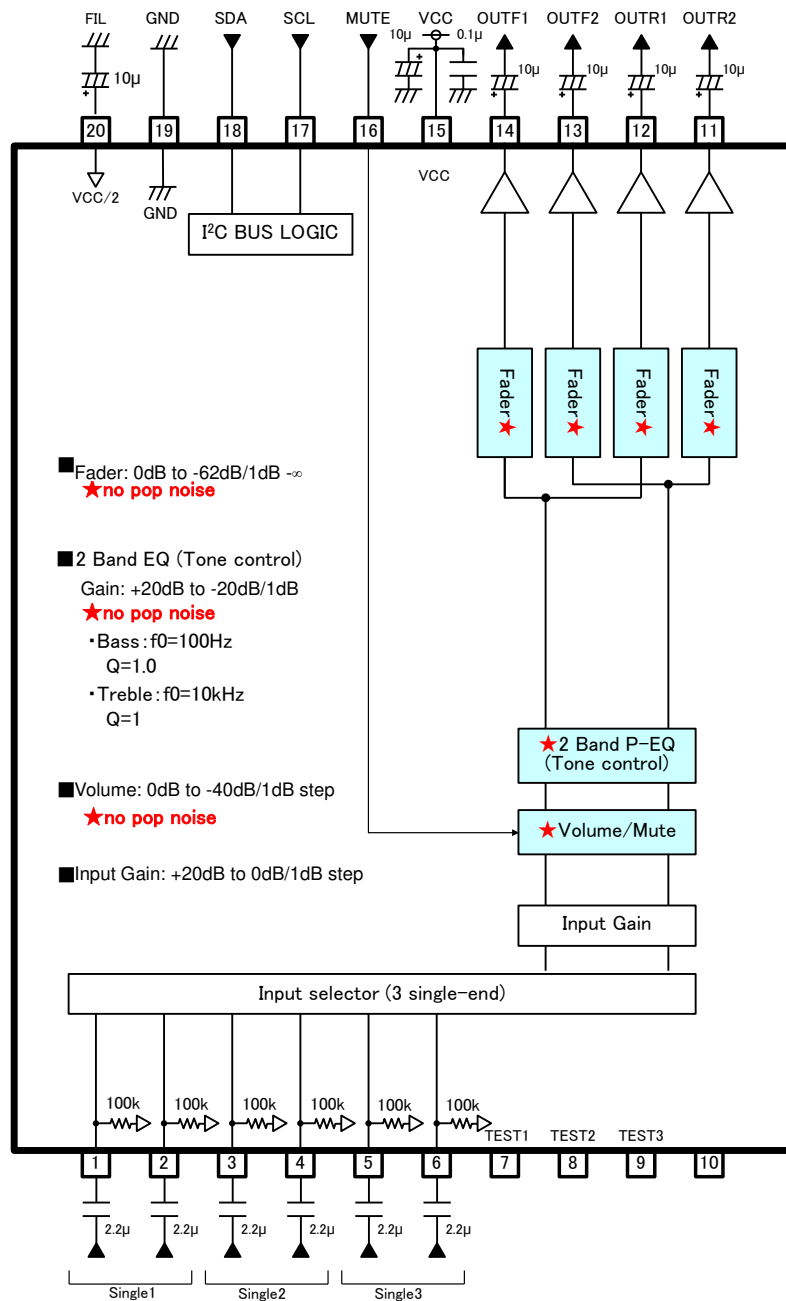 FIL GND SDA SCL MUTE VCC OUTF1 OUTF2 OUTR1 OUTR2
10μ 10μ 0.1μ 10μ 10μ 10μ 10μ
20 19 18 17 16 15 14 13 12 11
VCC/2 GND VCC
I²C BUS LOGIC
Fader★ Fader★ Fader★ Fader★
■Fader: 0dB to -62dB/1dB -∞
★no pop noise
■2 Band EQ (Tone control)
Gain: +20dB to -20dB/1dB
★no pop noise
・Bass:f0=100Hz
Q=1.0
・Treble:f0=10kHz
Q=1
★2 Band P-EQ
(Tone control)
■Volume: 0dB to -40dB/1dB step
★no pop noise
★Volume/Mute
■Input Gain: +20dB to 0dB/1dB step
Input Gain
Input selector (3 single-end)
100k 100k 100k 100k 100k 100k
TEST1 TEST2 TEST3
1 2 3 4 5 6 7 8 9 10
2.2μ 2.2μ 2.2μ 2.2μ 2.2μ 2.2μ
Single1 Single2 Single3